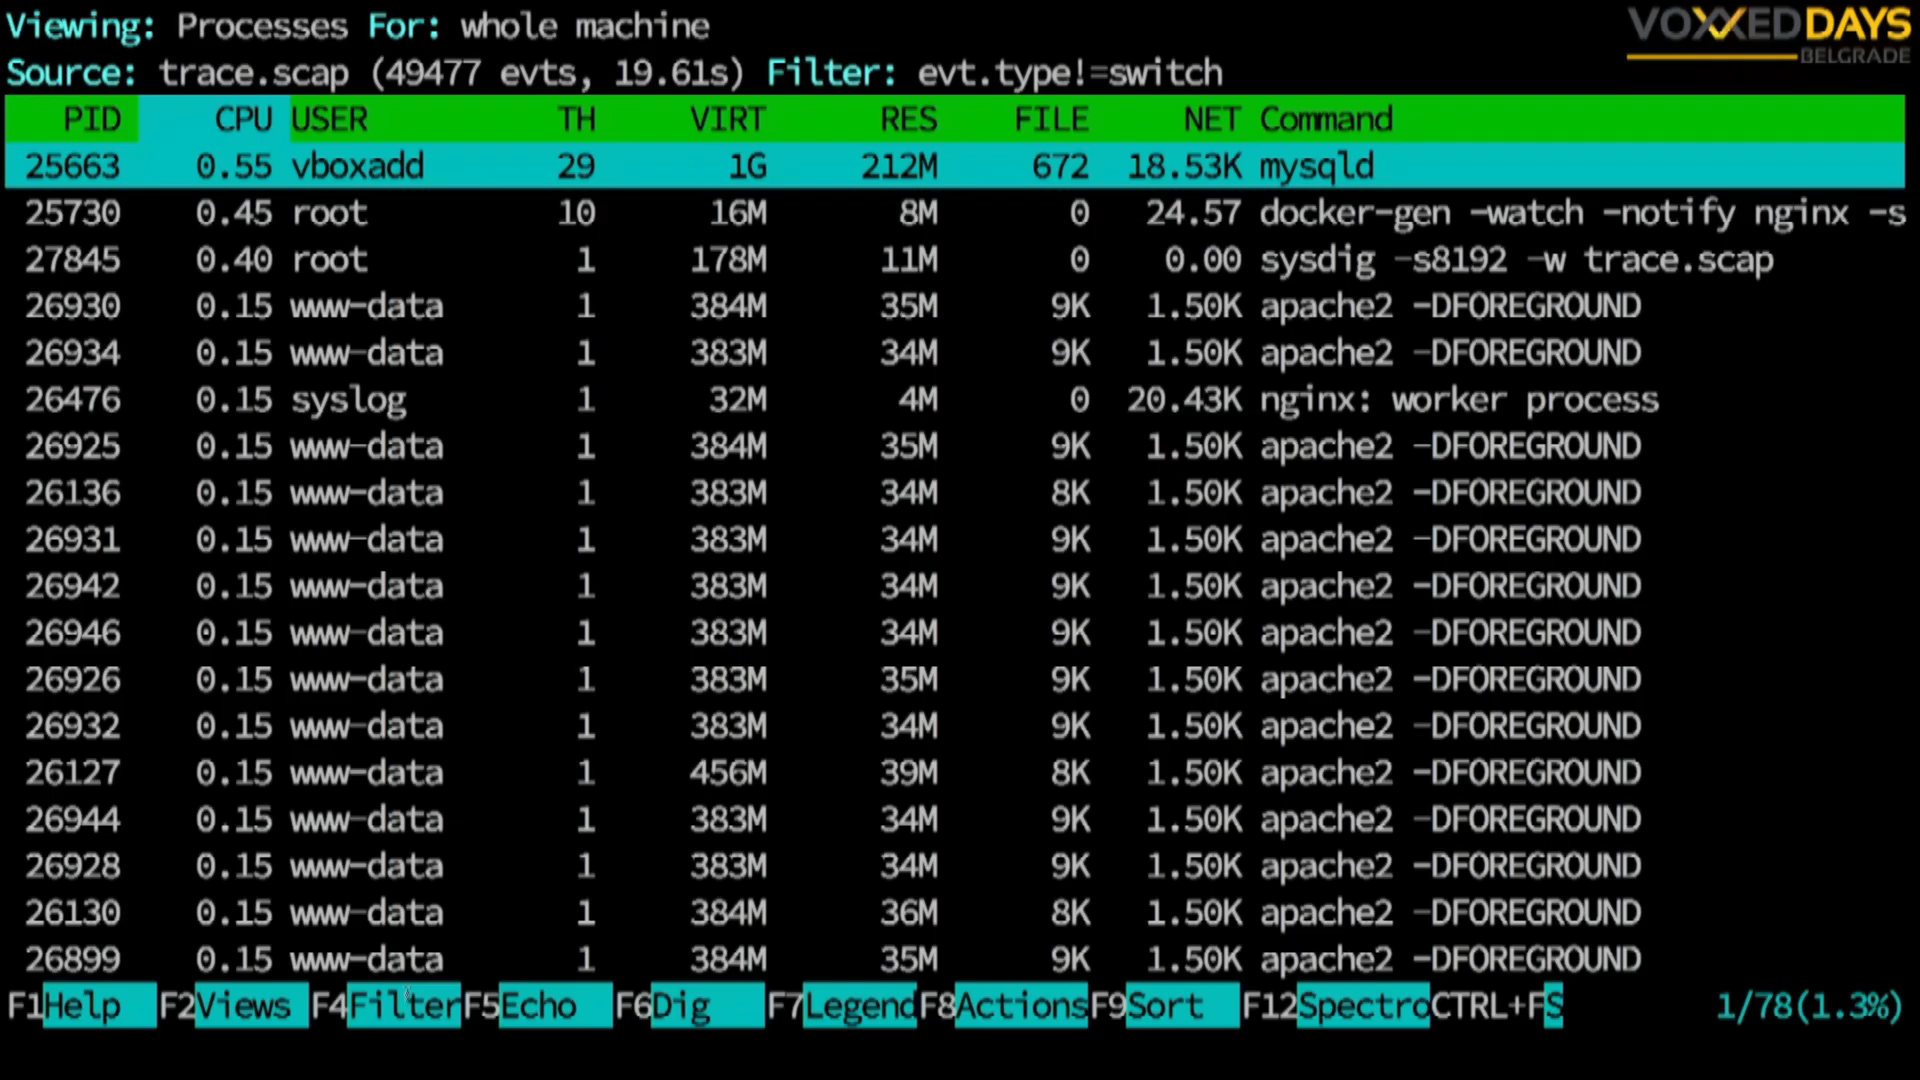 Viewing: Processes For: whole machine
VOXXED DAYS
BELGRADE
Source: trace.scap (49477 evts, 19.61s) Filter: evt.type!=switch
PID CPU USER TH VIRT RES FILE NET Command
25663 0.55 vboxadd 29 1G 212M 672 18.53K mysqld
25730 0.45 root 10 16M 8M 0 24.57 docker-gen -watch -notify nginx -s
27845 0.40 root 1 178M 11M 0 0.00 sysdig -s8192 -w trace.scap
26930 0.15 www-data 1 384M 35M 9K 1.50K apache2 -DFOREGROUND
26934 0.15 www-data 1 383M 34M 9K 1.50K apache2 -DFOREGROUND
26476 0.15 syslog 1 32M 4M 0 20.43K nginx: worker process
26925 0.15 www-data 1 384M 35M 9K 1.50K apache2 -DFOREGROUND
26136 0.15 www-data 1 383M 34M 8K 1.50K apache2 -DFOREGROUND
26931 0.15 www-data 1 383M 34M 9K 1.50K apache2 -DFOREGROUND
26942 0.15 www-data 1 383M 34M 9K 1.50K apache2 -DFOREGROUND
26946 0.15 www-data 1 383M 34M 9K 1.50K apache2 -DFOREGROUND
26926 0.15 www-data 1 383M 35M 9K 1.50K apache2 -DFOREGROUND
26932 0.15 www-data 1 383M 34M 9K 1.50K apache2 -DFOREGROUND
26127 0.15 www-data 1 456M 39M 8K 1.50K apache2 -DFOREGROUND
26944 0.15 www-data 1 383M 34M 9K 1.50K apache2 -DFOREGROUND
26928 0.15 www-data 1 383M 34M 9K 1.50K apache2 -DFOREGROUND
26130 0.15 www-data 1 384M 36M 8K 1.50K apache2 -DFOREGROUND
26899 0.15 www-data 1 384M 35M 9K 1.50K apache2 -DFOREGROUND
F1Help F2Views F4FilterF5Echo F6Dig F7LegendF8ActionsF9Sort F12SpectroCTRL+FS 1/78(1.3%)